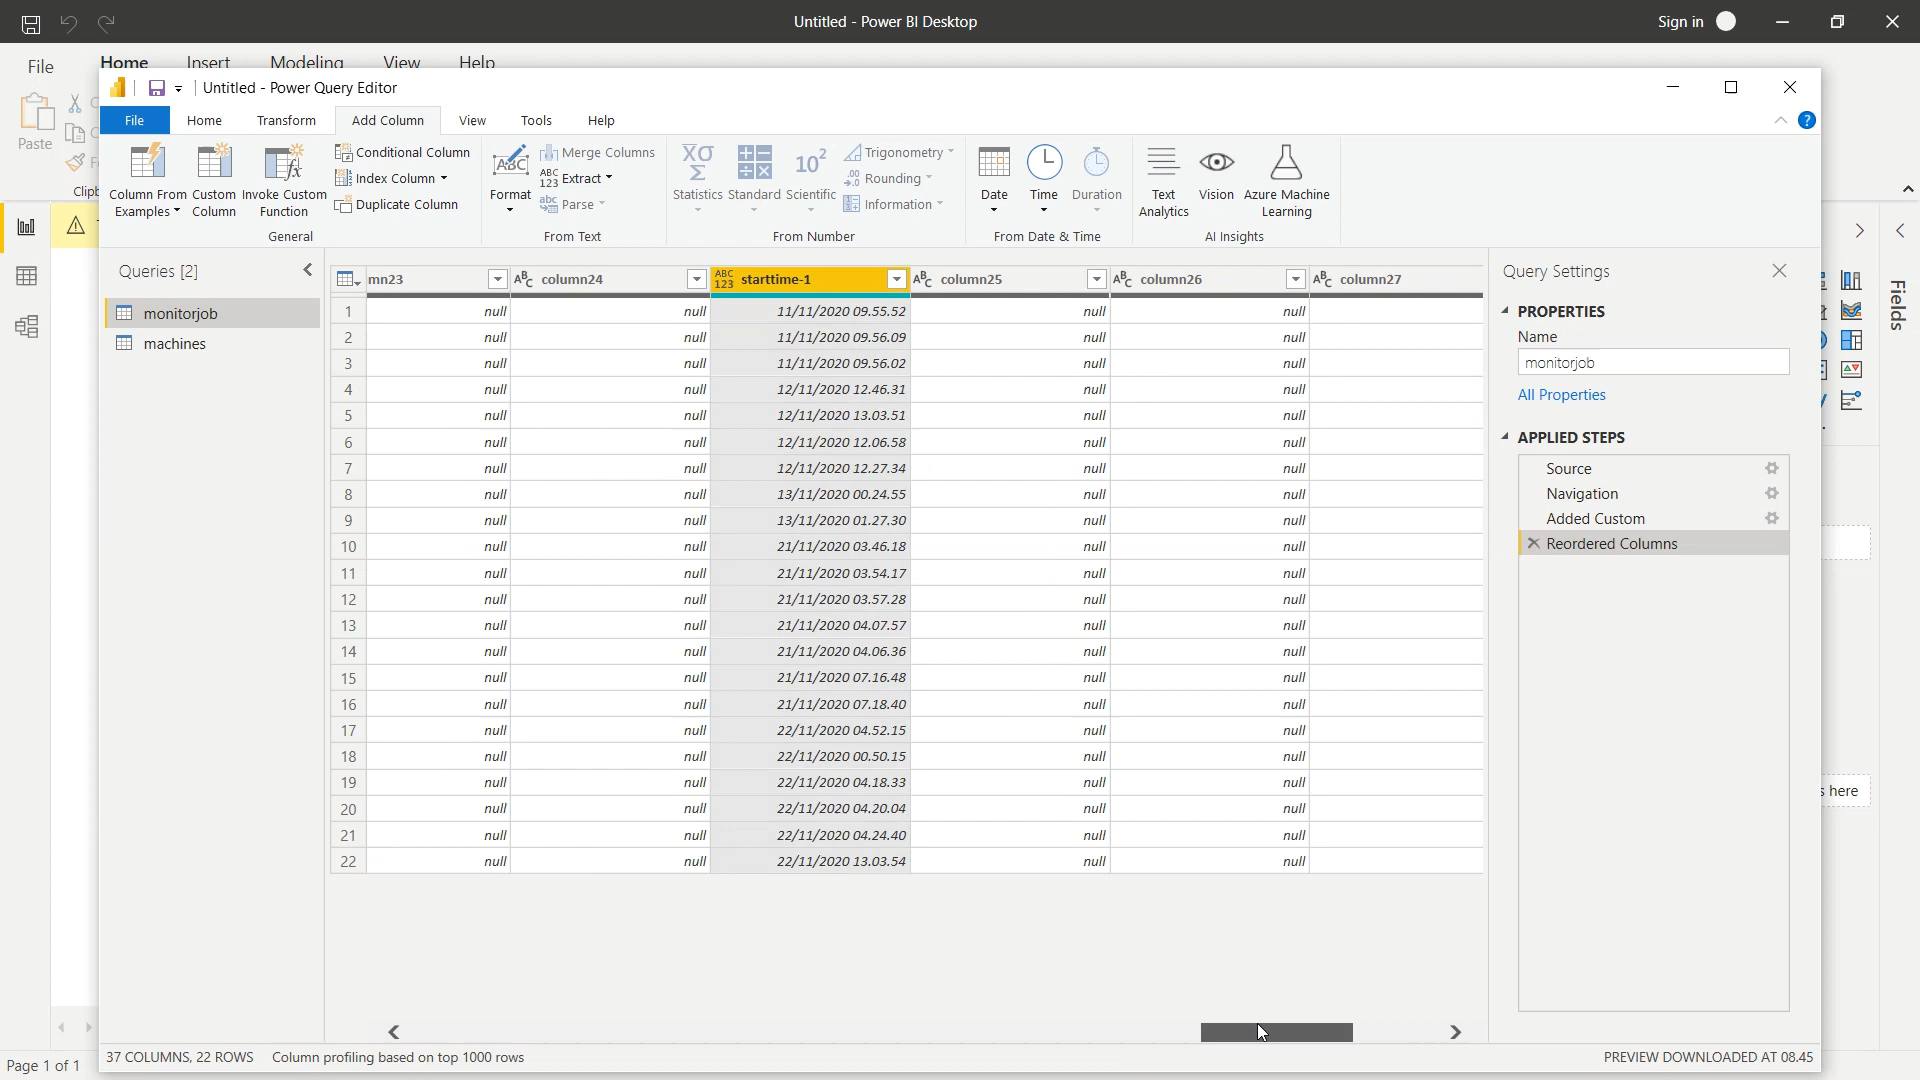 Untitled - Power BI Desktop
Sign in
File
Home
Insert
Modeling
View
Help
Paste
Untitled - Power Query Editor
File
Home
Transform
Add Column
View
Tools
Help
Column From
Examples
Custom
Column
Invoke Custom
Function
Conditional Column
Index Column
Duplicate Column
General
Format
Merge Columns
Extract
Parse
From Text
Statistics
Standard
Scientific
Trigonometry
Rounding
Information
From Number
Date
Time
Duration
From Date & Time
Text
Analytics
Vision
Azure Machine
Learning
AI Insights
Queries [2]
monitorjob
machines
mn23 column24 starttime-1 column25 column26 column27
1 null null 11/11/2020 09.55.52 null null
2 null null 11/11/2020 09.56.09 null null
3 null null 11/11/2020 09.56.02 null null
4 null null 12/11/2020 12.46.31 null null
5 null null 12/11/2020 13.03.51 null null
6 null null 12/11/2020 12.06.58 null null
7 null null 12/11/2020 12.27.34 null null
8 null null 13/11/2020 00.24.55 null null
9 null null 13/11/2020 01.27.30 null null
10 null null 21/11/2020 03.46.18 null null
11 null null 21/11/2020 03.54.17 null null
12 null null 21/11/2020 03.57.28 null null
13 null null 21/11/2020 04.07.57 null null
14 null null 21/11/2020 04.06.36 null null
15 null null 21/11/2020 07.16.48 null null
16 null null 21/11/2020 07.18.40 null null
17 null null 22/11/2020 04.52.15 null null
18 null null 22/11/2020 00.50.15 null null
19 null null 22/11/2020 04.18.33 null null
20 null null 22/11/2020 04.20.04 null null
21 null null 22/11/2020 04.24.40 null null
22 null null 22/11/2020 13.03.54 null null
Query Settings
PROPERTIES
Name
monitorjob
All Properties
APPLIED STEPS
Source
Navigation
Added Custom
Reordered Columns
Fields
s here
37 COLUMNS, 22 ROWS
Column profiling based on top 1000 rows
PREVIEW DOWNLOADED AT 08.45
Page 1 of 1